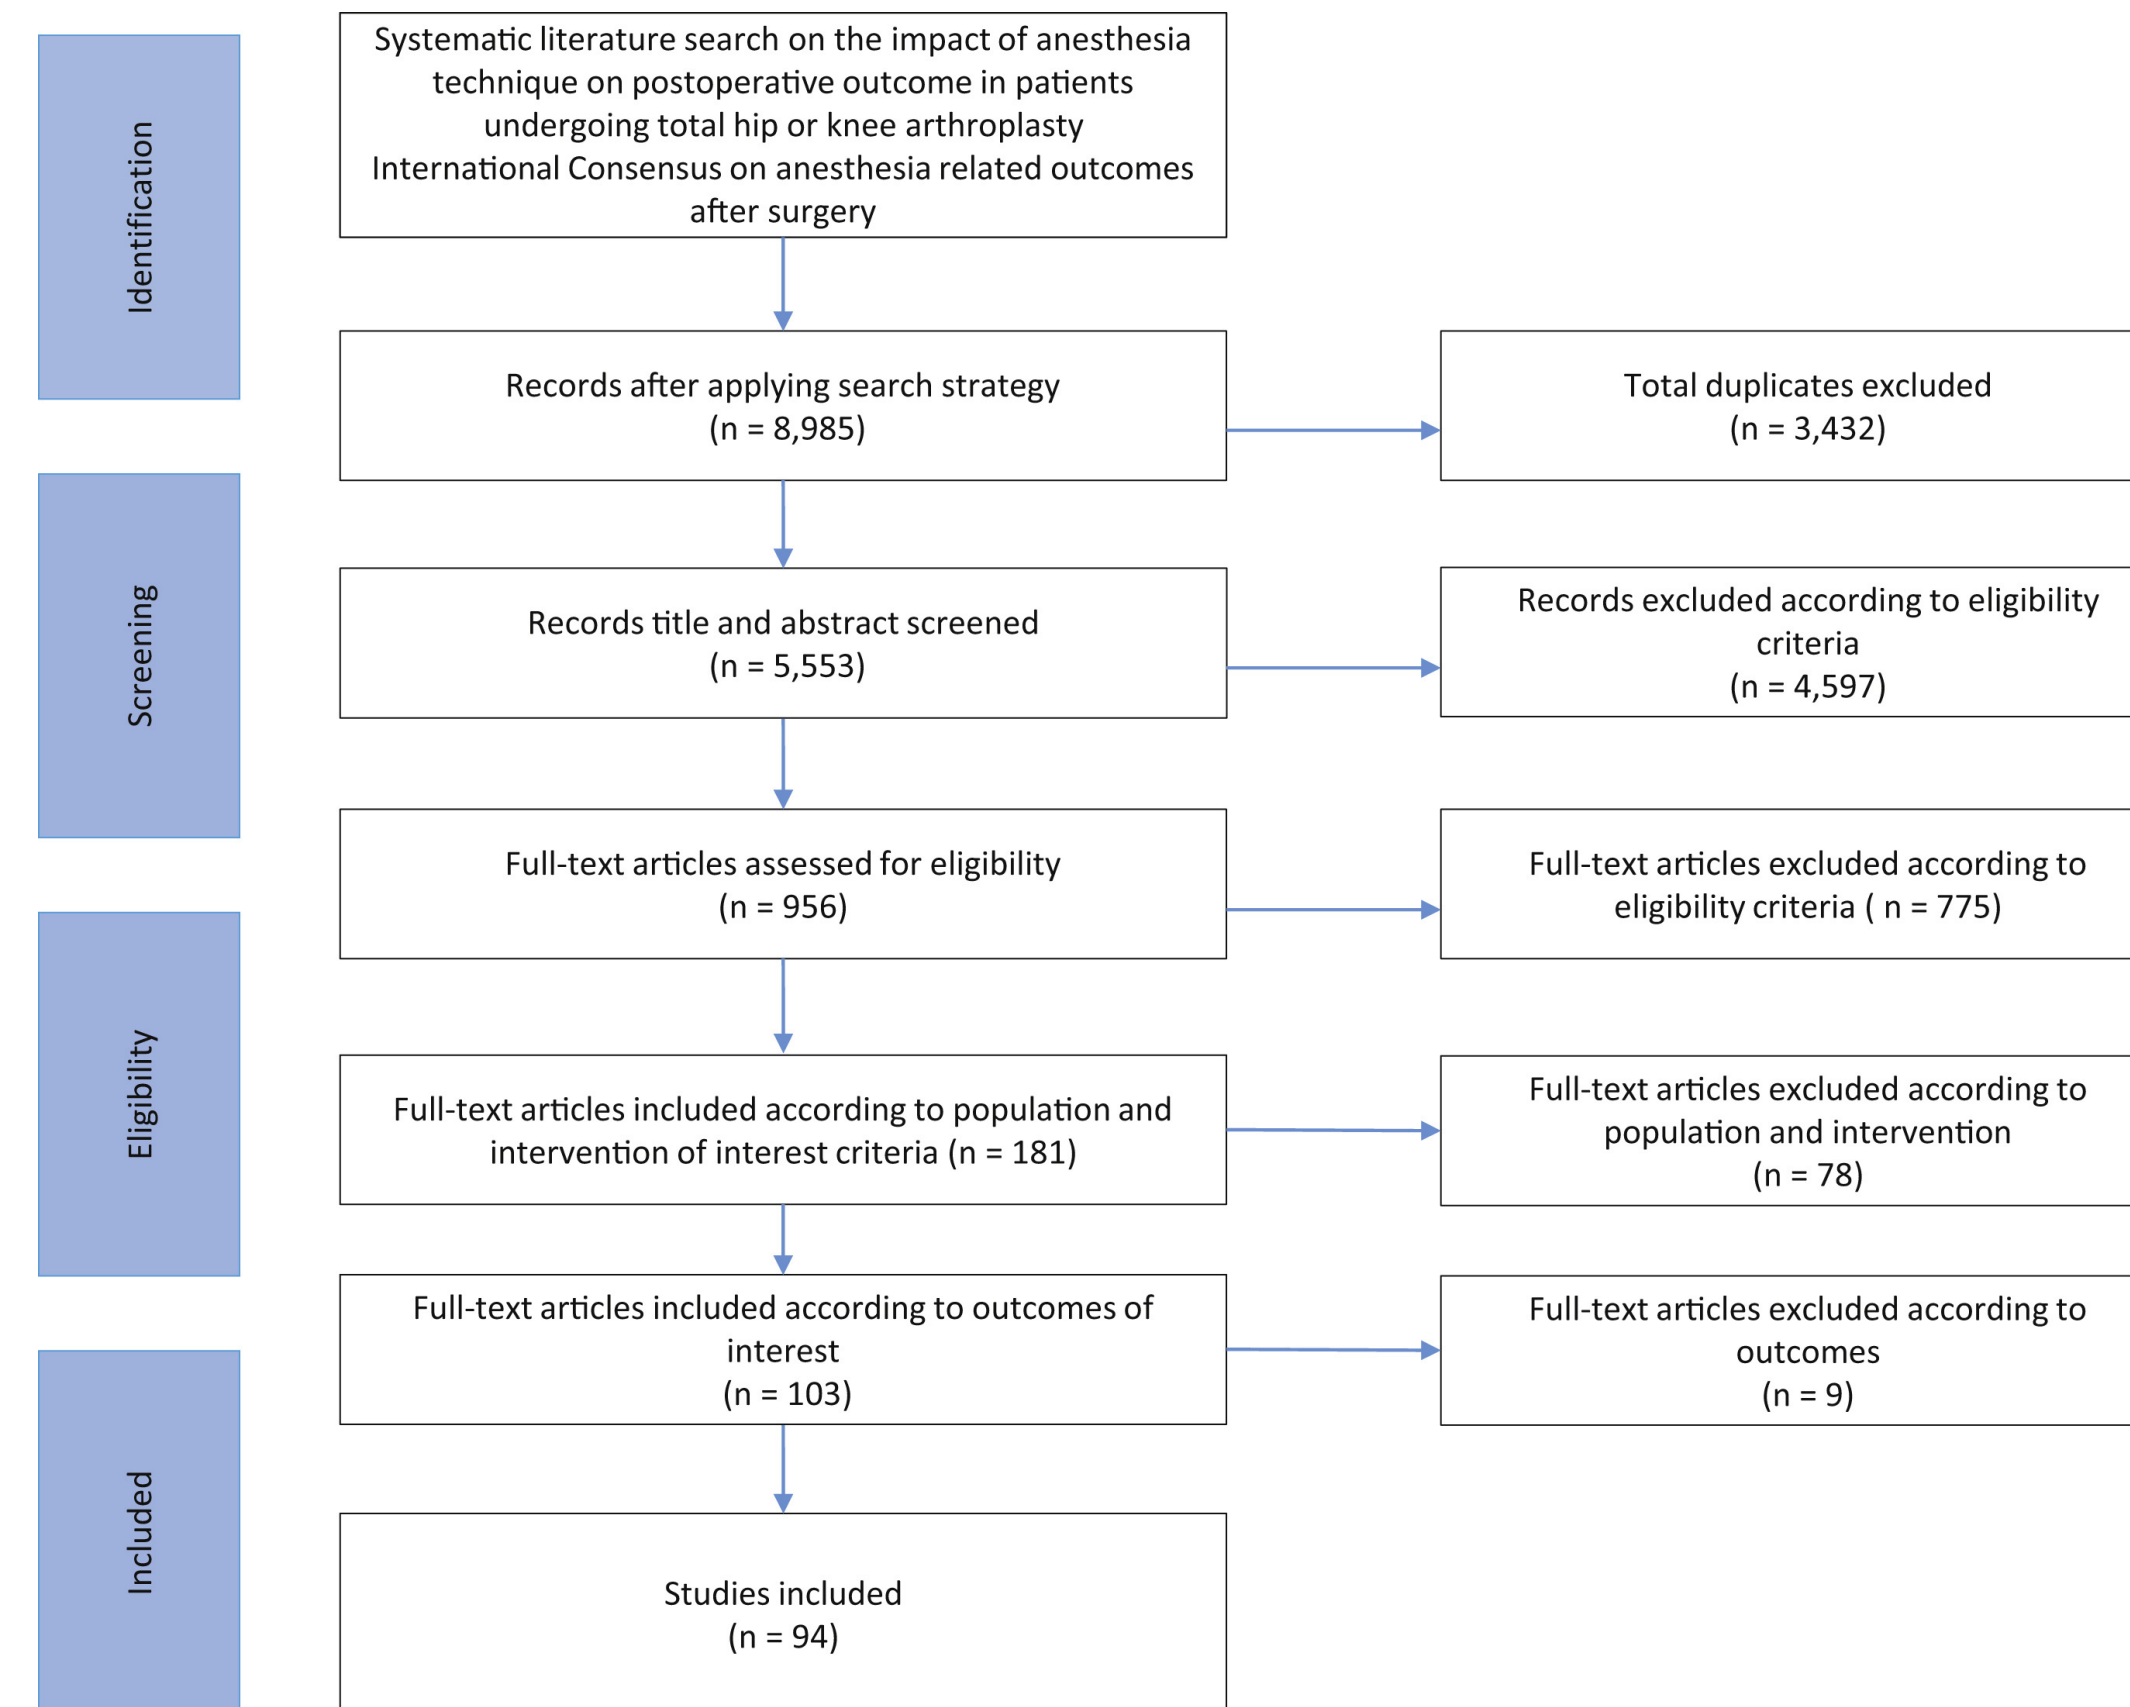 Identification
Systematic literature search on the impact of anesthesia
technique on postoperative outcome in patients
undergoing total hip or knee arthroplasty
International Consensus on anesthesia related outcomes
after surgery
Records after applying search strategy
(n = 8,985)
Total duplicates excluded
(n = 3,432)
Screening
Records title and abstract screened
(n = 5,553)
Records excluded according to eligibility
criteria
(n = 4,597)
Full-text articles assessed for eligibility
(n = 956)
Full-text articles excluded according to
eligibility criteria ( n = 775)
Eligibility
Full-text articles included according to population and
intervention of interest criteria (n = 181)
Full-text articles excluded according to
population and intervention
(n = 78)
Full-text articles included according to outcomes of
interest
(n = 103)
Full-text articles excluded according to
outcomes
(n = 9)
Included
Studies included
(n = 94)